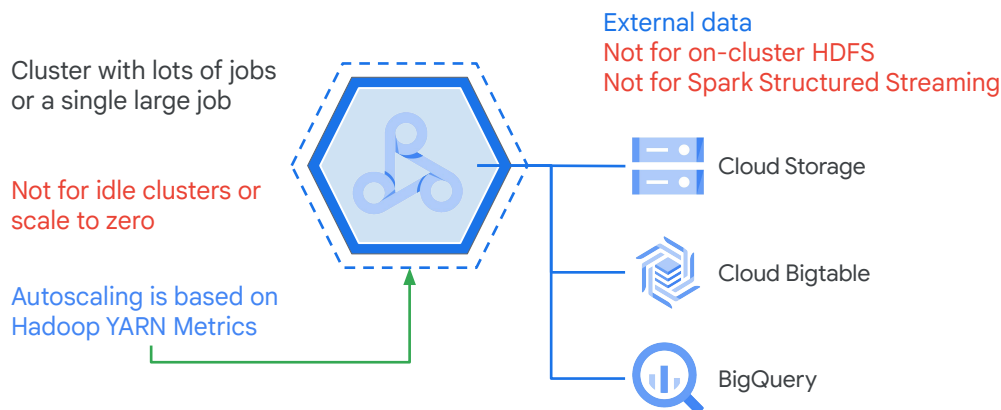 Cluster with lots of jobs
or a single large job
Not for idle clusters or
scale to zero
Autoscaling is based on
Hadoop YARN Metrics
External data
Not for on-cluster HDFS
Not for Spark Structured Streaming
Cloud Storage
Cloud Bigtable
BigQuery